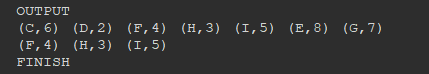 OUTPUT
(C,6) (D,2) (F,4) (H,3) (I,5) (E,8) (G,7)
(F,4) (H,3) (I,5)
FINISH